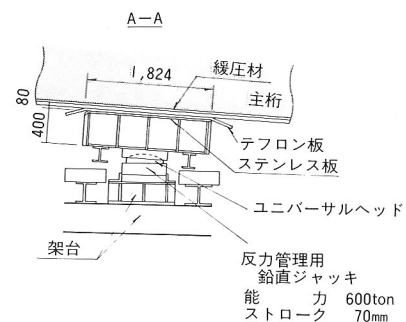 A－A
1,824
緩圧材
80
主桁
400
テフロン板
ステンレス板
ユニバーサルヘッド
架台
反力管理用
鉛直ジャッキ
能　　力　600ton
ストローク　70mm